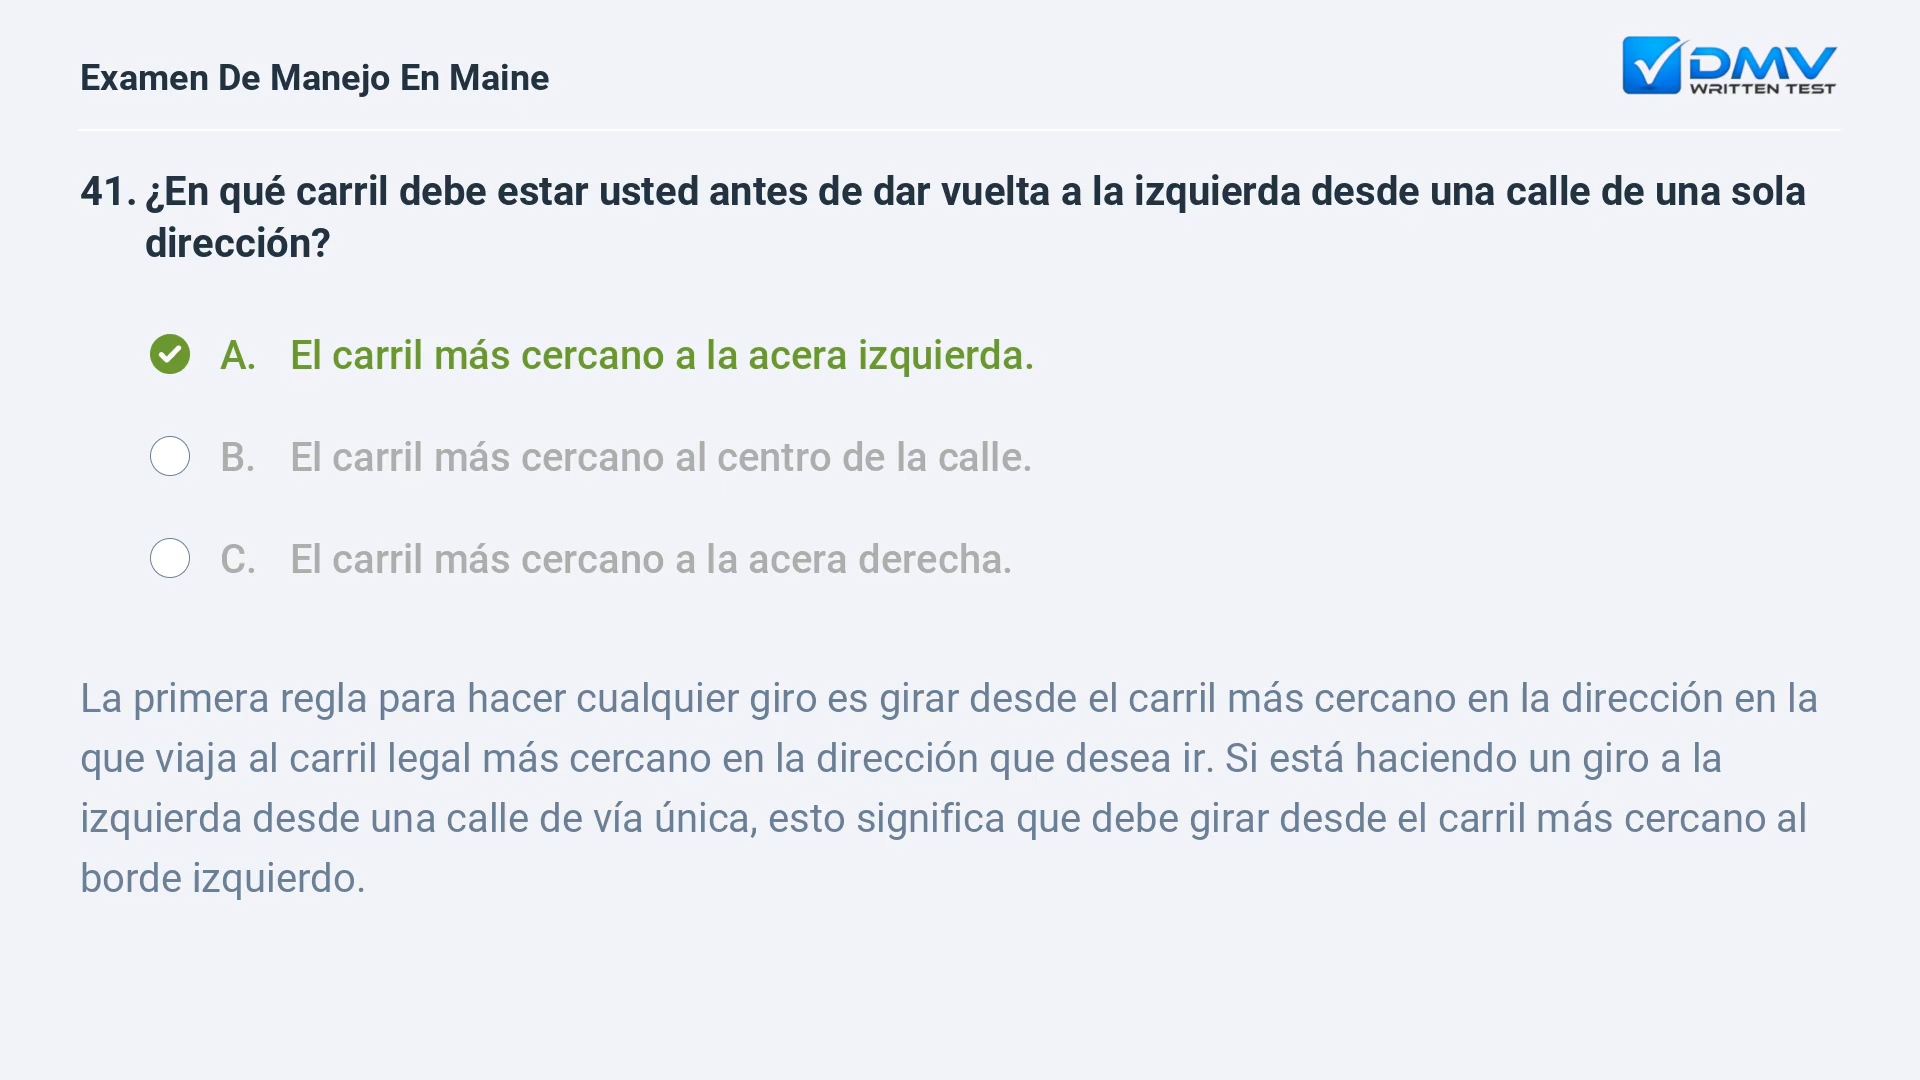 Examen De Manejo En Maine
DMV
WRITTEN TEST
41. ¿En qué carril debe estar usted antes de dar vuelta a la izquierda desde una calle de una sola
dirección?
A. El carril más cercano a la acera izquierda.
B. El carril más cercano al centro de la calle.
C. El carril más cercano a la acera derecha.
La primera regla para hacer cualquier giro es girar desde el carril más cercano en la dirección en la
que viaja al carril legal más cercano en la dirección que desea ir. Si está haciendo un giro a la
izquierda desde una calle de vía única, esto significa que debe girar desde el carril más cercano al
borde izquierdo.